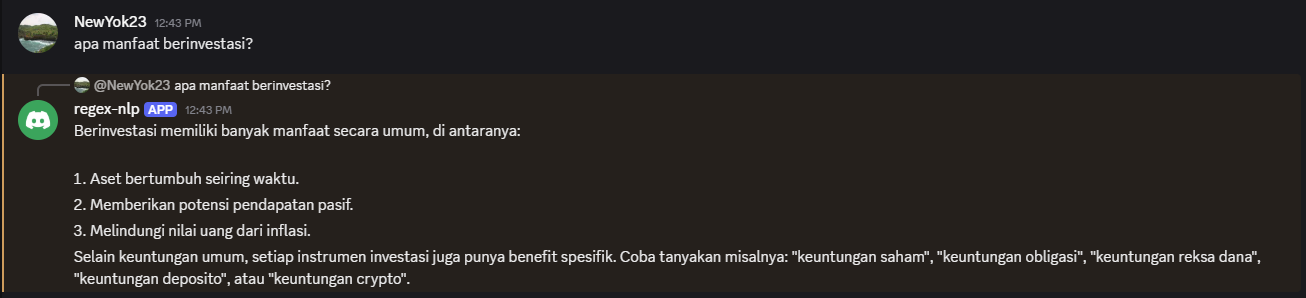 NewYok23 12:43 PM
apa manfaat berinvestasi?
@NewYok23 apa manfaat berinvestasi?
regex-nlp APP 12:43 PM
Berinvestasi memiliki banyak manfaat secara umum, di antaranya:
1. Aset bertumbuh seiring waktu.
2. Memberikan potensi pendapatan pasif.
3. Melindungi nilai uang dari inflasi.
Selain keuntungan umum, setiap instrumen investasi juga punya benefit spesifik. Coba tanyakan misalnya: "keuntungan saham", "keuntungan obligasi", "keuntungan reksa dana",
"keuntungan deposito", atau "keuntungan crypto".